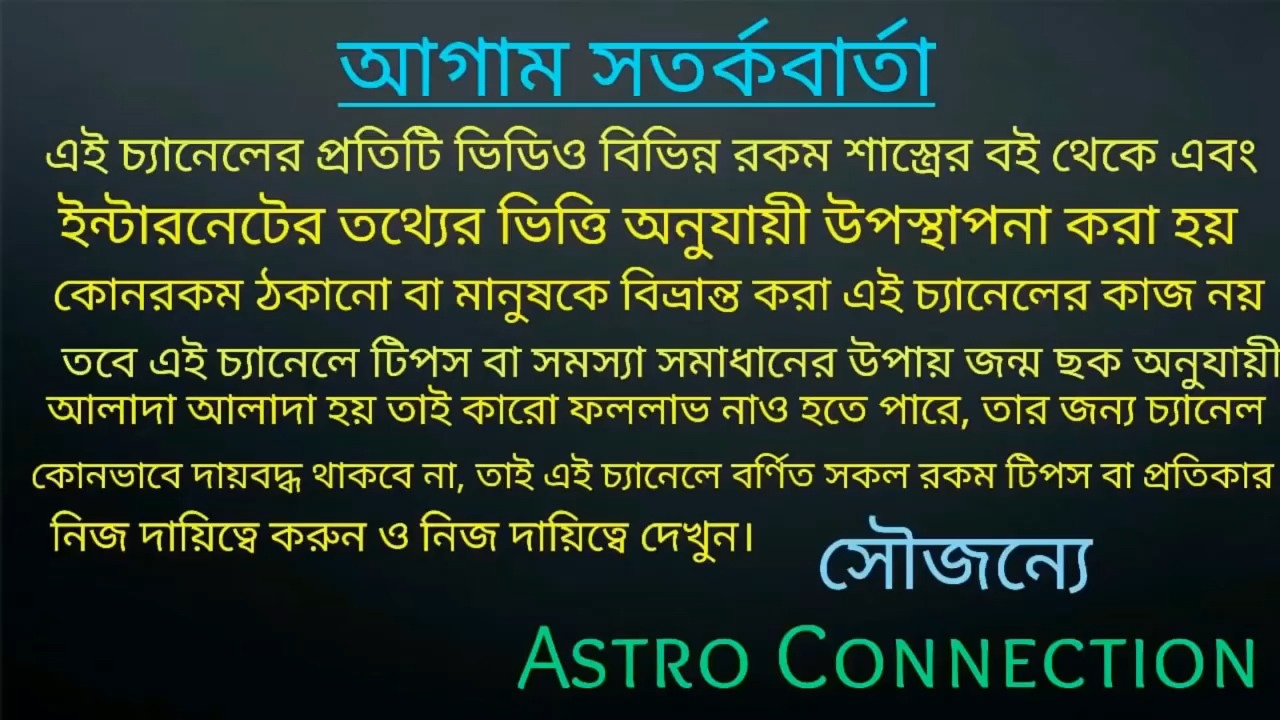 আগাম সতর্কবার্তা
এই চ্যানেলের প্রতিটি ভিডিও বিভিন্ন রকম শাস্ত্রের বই থেকে এবং
ইন্টারনেটের তথ্যের ভিত্তি অনুযায়ী উপস্থাপনা করা হয়
কোনরকম ঠকানো বা মানুষকে বিভ্রান্ত করা এই চ্যানেলের কাজ নয়
তবে এই চ্যানেলে টিপস বা সমস্যা সমাধানের উপায় জন্ম ছক অনুযায়ী
আলাদা আলাদা হয় তাই কারো ফললাভ নাও হতে পারে, তার জন্য চ্যানেল
কোনভাবে দায়বদ্ধ থাকবে না, তাই এই চ্যানেলে বর্ণিত সকল রকম টিপস বা প্রতিকার
নিজ দায়িত্বে করুন ও নিজ দায়িত্বে দেখুন।
সৌজন্যে
ASTRO CONNECTION